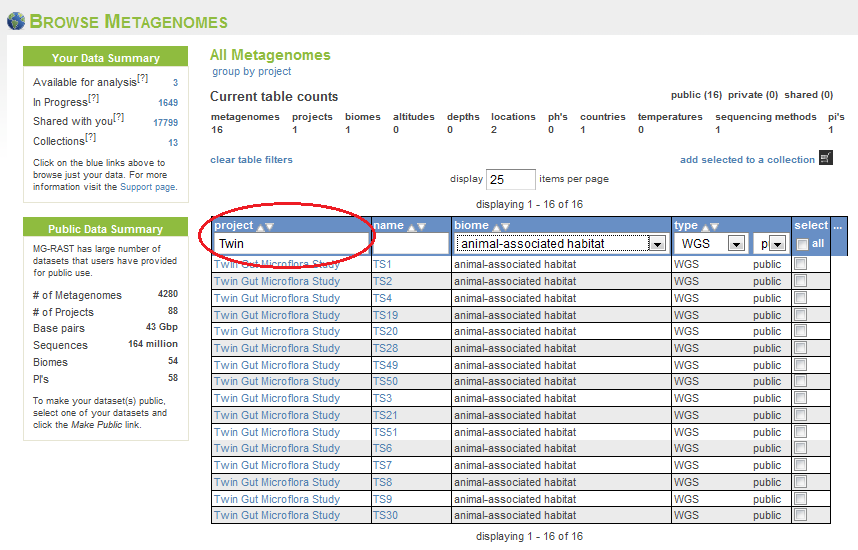 BROWSE METAGENOMES
Your Data Summary
Available for analysis[?] 3
In Progress[?] 1649
Shared with you[?] 17799
Collections[?] 13
Click on the blue links above to
browse just your data. For more
information visit the Support page.
Public Data Summary
MG-RAST has large number of
datasets that users have provided
for public use.
# of Metagenomes 4280
# of Projects 88
Base pairs 43 Gbp
Sequences 164 million
Biomes 54
PI's 58
To make your dataset(s) public,
select one of your datasets and
click the Make Public link.
All Metagenomes
group by project
Current table counts public (16) private (0) shared (0)
metagenomes projects biomes altitudes depths locations ph's countries temperatures sequencing methods pi's
16 1 1 0 0 2 0 1 0 1 1
clear table filters add selected to a collection
display 25 items per page
displaying 1 - 16 of 16
project name biome type select ...
Twin animal-associated habitat WGS p all
Twin Gut Microflora Study TS1 animal-associated habitat WGS public
Twin Gut Microflora Study TS2 animal-associated habitat WGS public
Twin Gut Microflora Study TS4 animal-associated habitat WGS public
Twin Gut Microflora Study TS19 animal-associated habitat WGS public
Twin Gut Microflora Study TS20 animal-associated habitat WGS public
Twin Gut Microflora Study TS28 animal-associated habitat WGS public
Twin Gut Microflora Study TS49 animal-associated habitat WGS public
Twin Gut Microflora Study TS50 animal-associated habitat WGS public
Twin Gut Microflora Study TS3 animal-associated habitat WGS public
Twin Gut Microflora Study TS21 animal-associated habitat WGS public
Twin Gut Microflora Study TS51 animal-associated habitat WGS public
Twin Gut Microflora Study TS6 animal-associated habitat WGS public
Twin Gut Microflora Study TS7 animal-associated habitat WGS public
Twin Gut Microflora Study TS8 animal-associated habitat WGS public
Twin Gut Microflora Study TS9 animal-associated habitat WGS public
Twin Gut Microflora Study TS30 animal-associated habitat WGS public
displaying 1 - 16 of 16